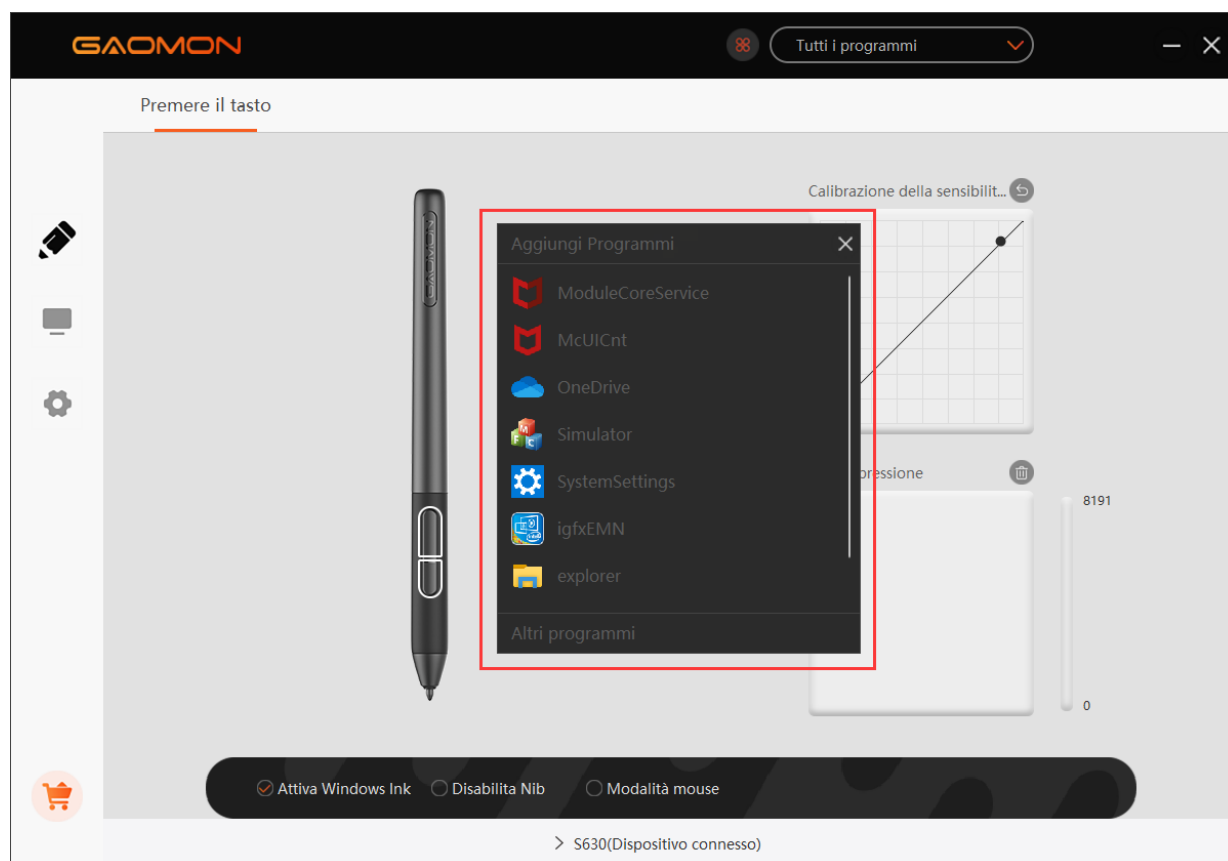 GAOMON
Tutti i programmi
Premere il tasto
Calibrazione della sensibilit...
GAOMON
Aggiungi Programmi
ModuleCoreService
McUICnt
OneDrive
Simulator
SystemSettings
igfxEMN
explorer
Altri programmi
pressione
8191
0
Attiva Windows Ink
Disabilita Nib
Modalità mouse
S630(Dispositivo connesso)